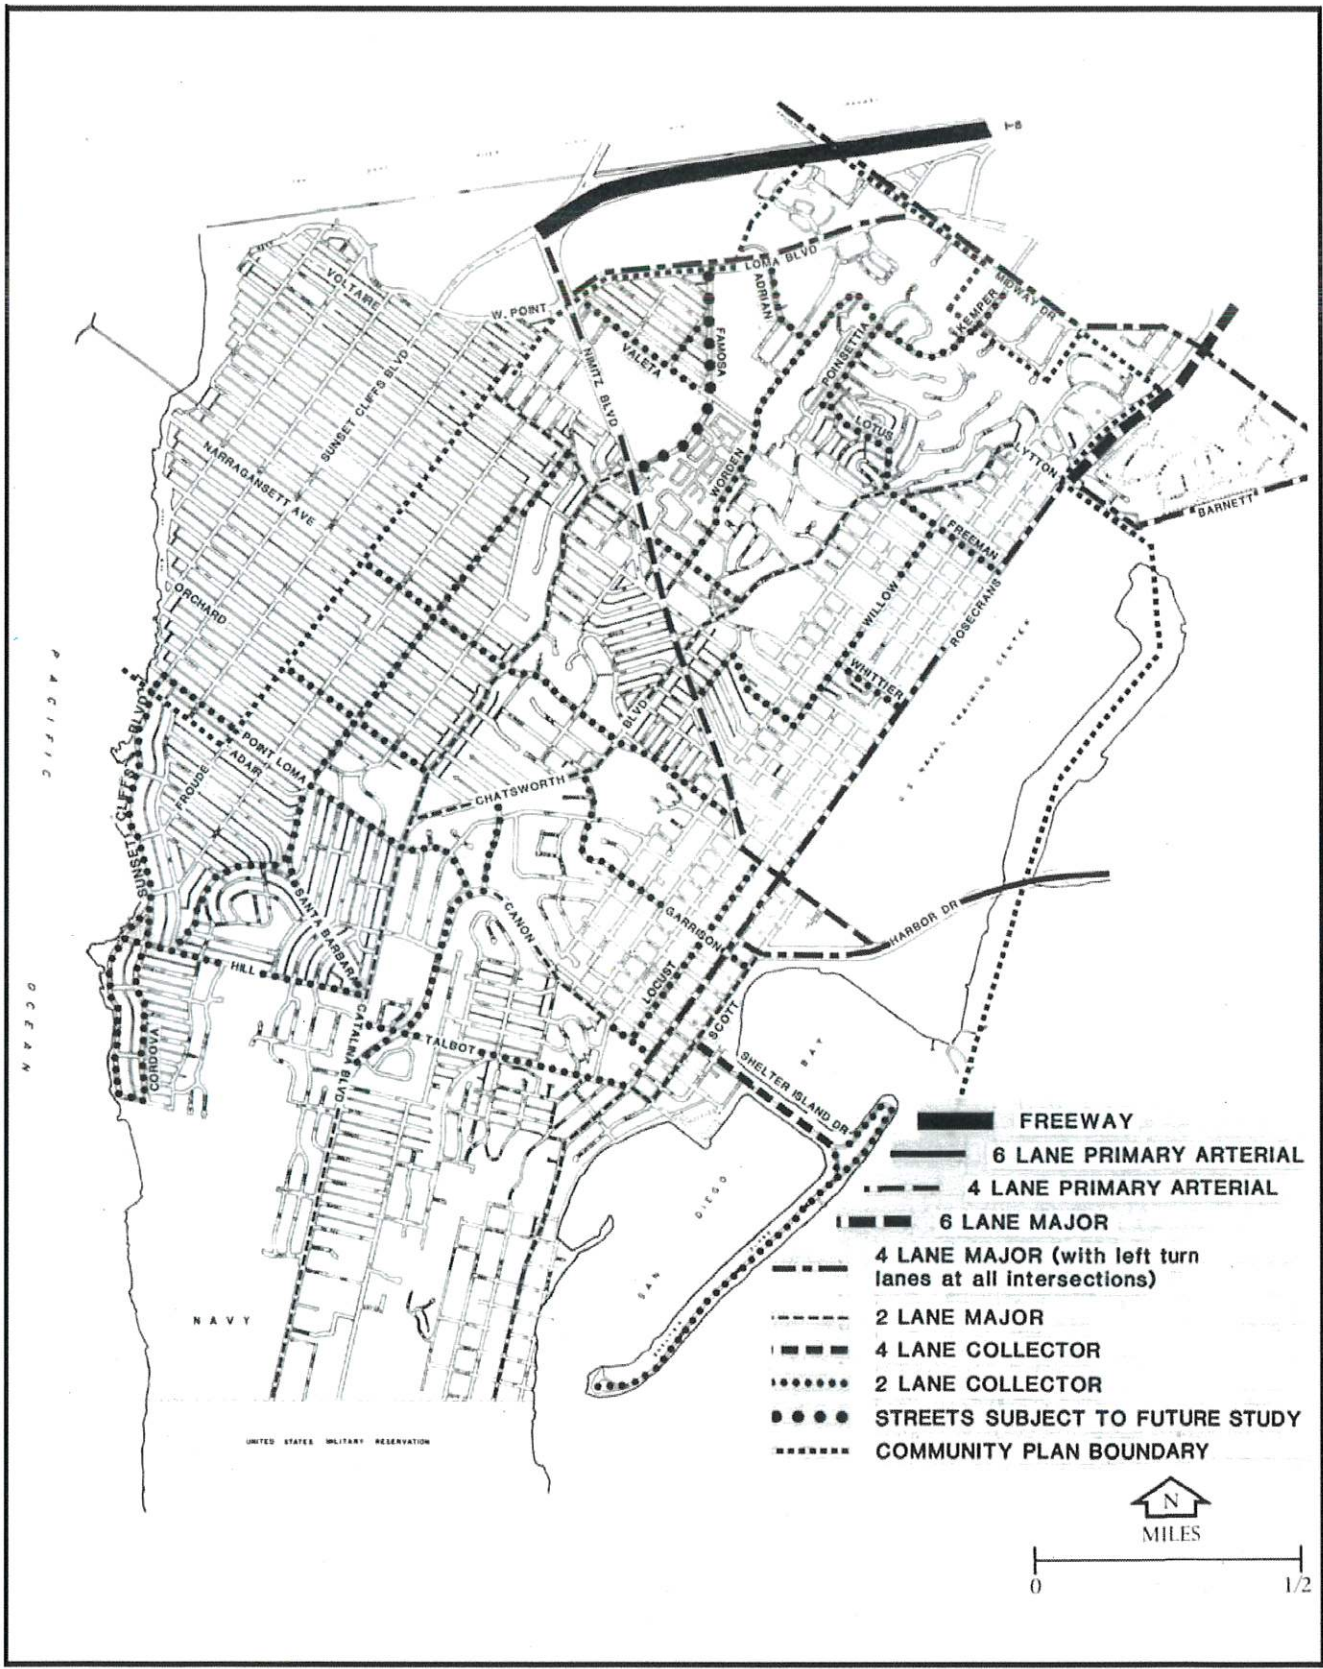 I-8
VOLTAIRE
W. POINT
LOMA BLVD
ADRIAN
FAMOSA
VALETA
NIMITZ BLVD
MIDWAY DR
KEMPER
POINSETTIA
LOTUS
WORDEN
LYTTON
BARNETT
SUNSET CLIFFS BLVD
NARRAGANSETT AVE
FREEMAN
WILLOW
ROSECRANS
WHITTIER
U S NAVAL TRAINING CENTER
ORCHARD
PACIFIC
OCEAN
BLVD
SUNSET CLIFFS BLVD
POINT LOMA
ADAIR
FROUDE
CHATSWORTH
SANTA BARBARA
CANON
GARRISON
HARBOR DR
HILL
LOCUST
SCOTT
CATALINA BLVD
TALBOT
CORDOVA
SHELTER ISLAND DR
SAN DIEGO BAY
NAVY
UNITED STATES MILITARY RESERVATION
FREEWAY
6 LANE PRIMARY ARTERIAL
4 LANE PRIMARY ARTERIAL
6 LANE MAJOR
4 LANE MAJOR (with left turn
lanes at all intersections)
2 LANE MAJOR
4 LANE COLLECTOR
2 LANE COLLECTOR
STREETS SUBJECT TO FUTURE STUDY
COMMUNITY PLAN BOUNDARY
N
MILES
0 1/2